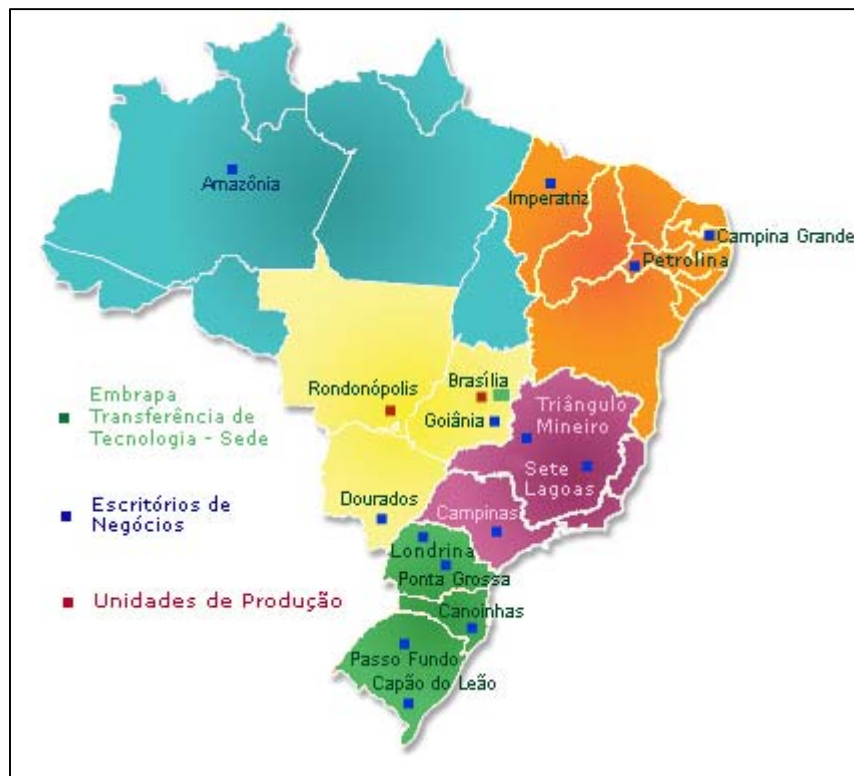 Amazônia
Imperatriz
Campina Grande
Petrolina
Rondonópolis
Brasília
Goiânia
Triângulo
Mineiro
Sete
Lagoas
Dourados
Campinas
Londrina
Ponta Grossa
Canoinhas
Passo Fundo
Capão do Leão
Embrapa
Transferência de
Tecnologia - Sede
Escritórios de
Negócios
Unidades de Produção